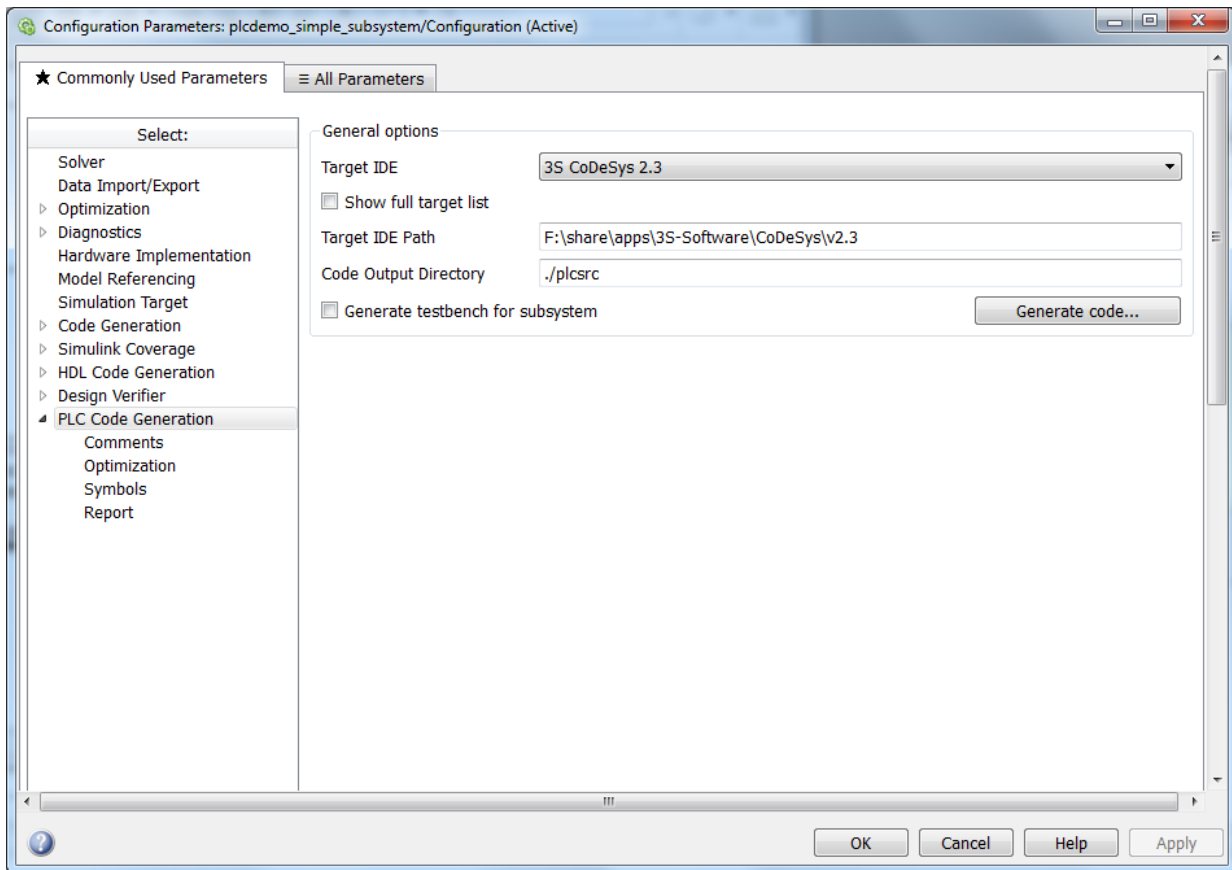 Configuration Parameters: plcdemo_simple_subsystem/Configuration (Active)
★ Commonly Used Parameters
≡ All Parameters
Select:
Solver
Data Import/Export
Optimization
Diagnostics
Hardware Implementation
Model Referencing
Simulation Target
Code Generation
Simulink Coverage
HDL Code Generation
Design Verifier
PLC Code Generation
Comments
Optimization
Symbols
Report
General options
Target IDE
3S CoDeSys 2.3
Show full target list
Target IDE Path
F:\share\apps\3S-Software\CoDeSys\v2.3
Code Output Directory
./plcsrc
Generate testbench for subsystem
Generate code...
OK
Cancel
Help
Apply